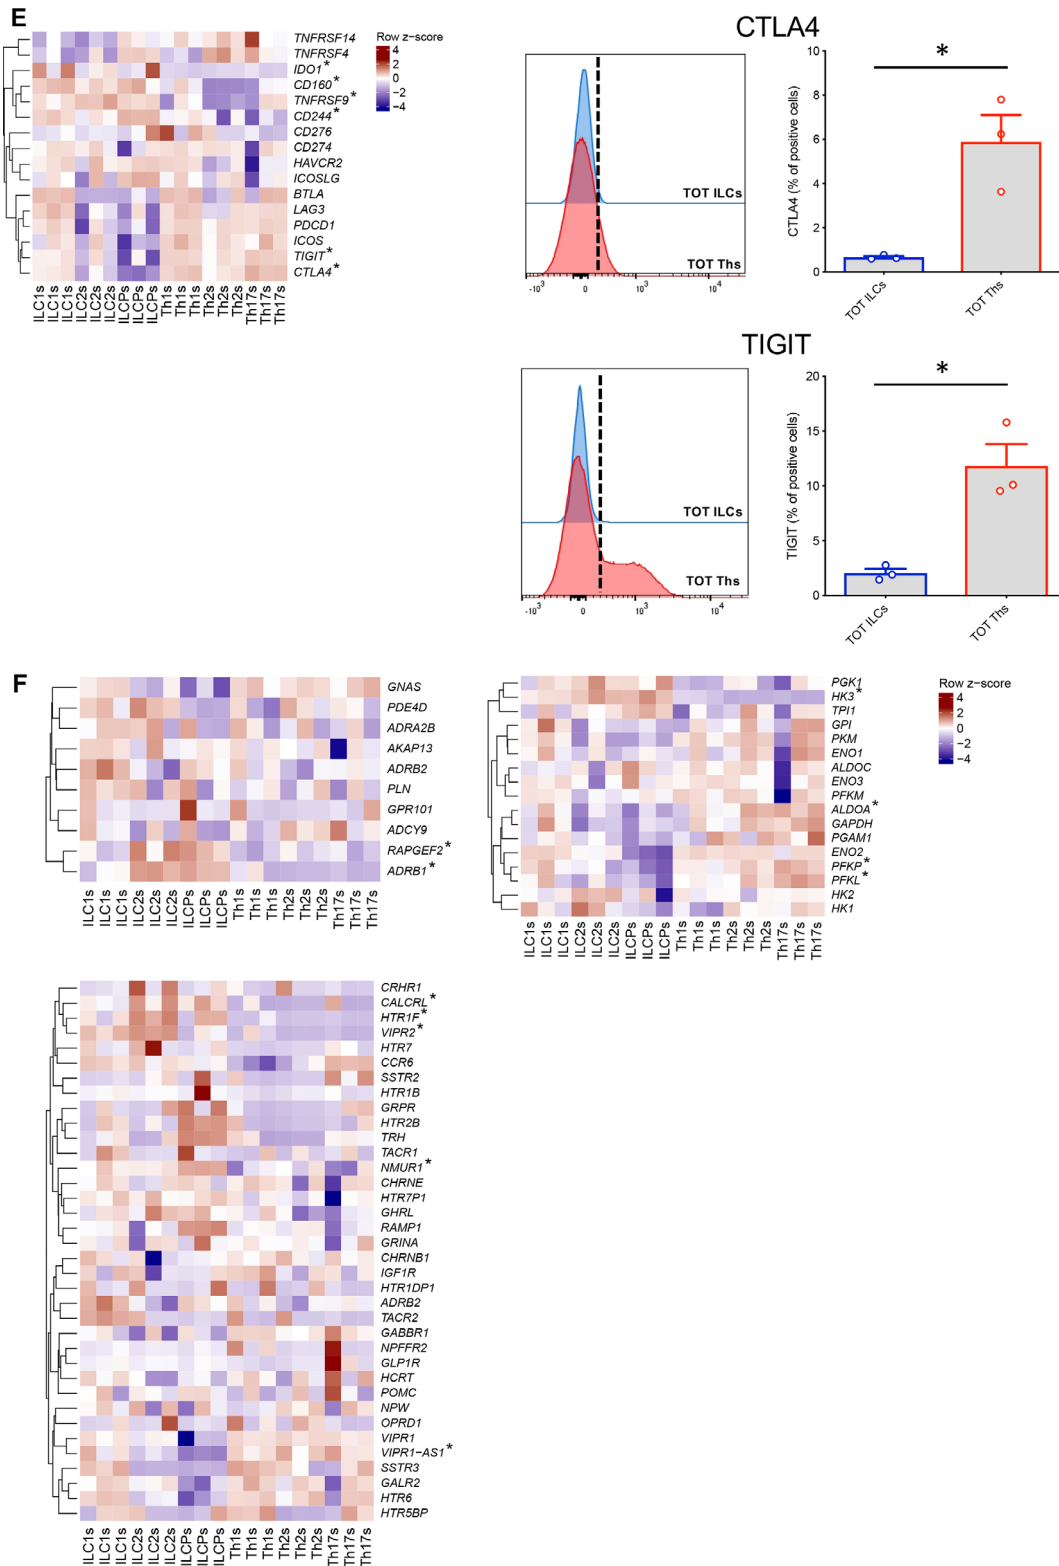 E
TNFRSF14
TNFRSF4
IDO1*
CD160*
TNFRSF9*
CD244*
CD276
CD274
HAVCR2
ICOSLG
BTLA
LAG3
PDCD1
ICOS
TIGIT*
CTLA4*
ILC1s ILC1s ILC1s ILC2s ILC2s ILC2s ILCPs ILCPs ILCPs Th1s Th1s Th1s Th2s Th2s Th2s Th17s Th17s Th17s
Row z-score
4
2
0
−2
−4
CTLA4
TOT ILCs
TOT Ths
-10³ 0 10³ 10⁴
CTLA4 (% of positive cells)
10
8
6
4
2
0
*
TOT ILCs TOT Ths
TIGIT
TOT ILCs
TOT Ths
-10³ 0 10³ 10⁴
TIGIT (% of positive cells)
20
15
10
5
0
*
TOT ILCs TOT Ths
F
GNAS
PDE4D
ADRA2B
AKAP13
ADRB2
PLN
GPR101
ADCY9
RAPGEF2*
ADRB1*
ILC1s ILC1s ILC1s ILC2s ILC2s ILC2s ILCPs ILCPs ILCPs Th1s Th1s Th1s Th2s Th2s Th2s Th17s Th17s Th17s
PGK1
HK3*
TPI1
GPI
PKM
ENO1
ALDOC
ENO3
PFKM
ALDOA*
GAPDH
PGAM1
ENO2
PFKP*
PFKL*
HK2
HK1
ILC1s ILC1s ILC1s ILC2s ILC2s ILC2s ILCPs ILCPs ILCPs Th1s Th1s Th1s Th2s Th2s Th2s Th17s Th17s Th17s
Row z-score
4
2
0
−2
−4
CRHR1
CALCRL*
HTR1F*
VIPR2*
HTR7
CCR6
SSTR2
HTR1B
GRPR
HTR2B
TRH
TACR1
NMUR1*
CHRNE
HTR7P1
GHRL
RAMP1
GRINA
CHRNB1
IGF1R
HTR1DP1
ADRB2
TACR2
GABBR1
NPFFR2
GLP1R
HCRT
POMC
NPW
OPRD1
VIPR1
VIPR1−AS1*
SSTR3
GALR2
HTR6
HTR5BP
ILC1s ILC1s ILC1s ILC2s ILC2s ILC2s ILCPs ILCPs ILCPs Th1s Th1s Th1s Th2s Th2s Th2s Th17s Th17s Th17s